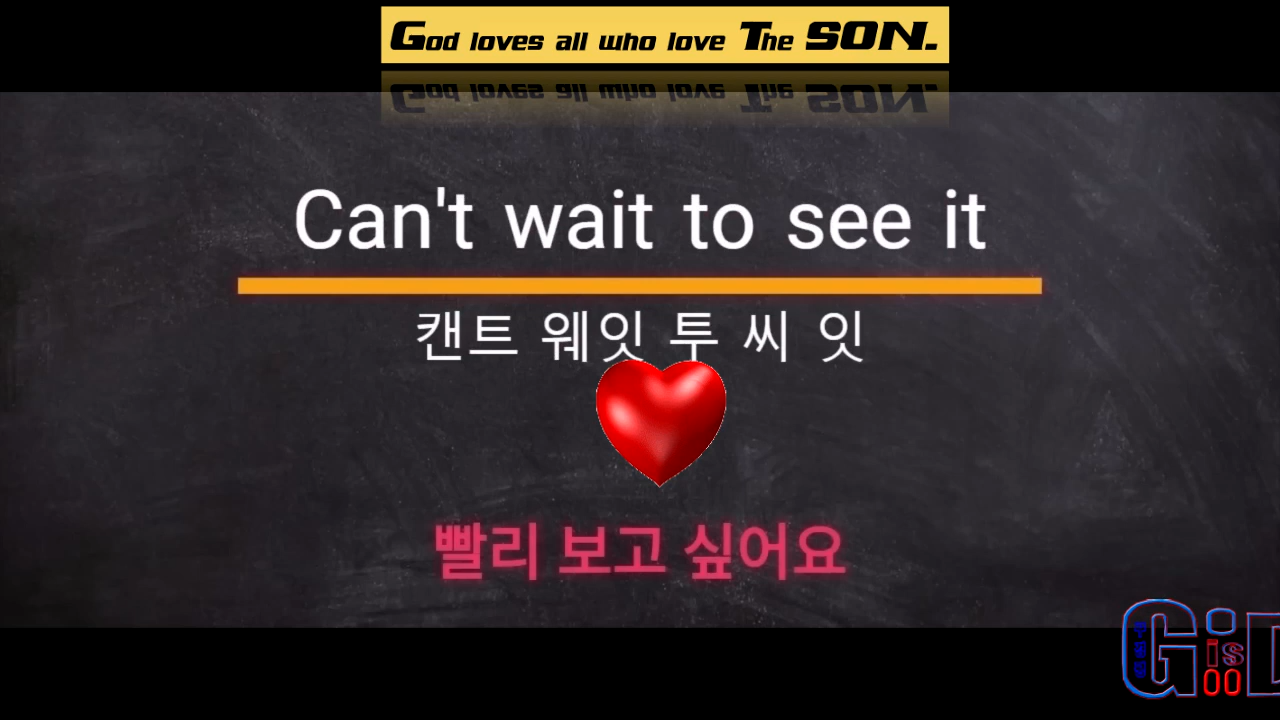 God loves all who love The SON.
Can't wait to see it
캔트 웨잇 투 씨 잇
빨리 보고 싶어요